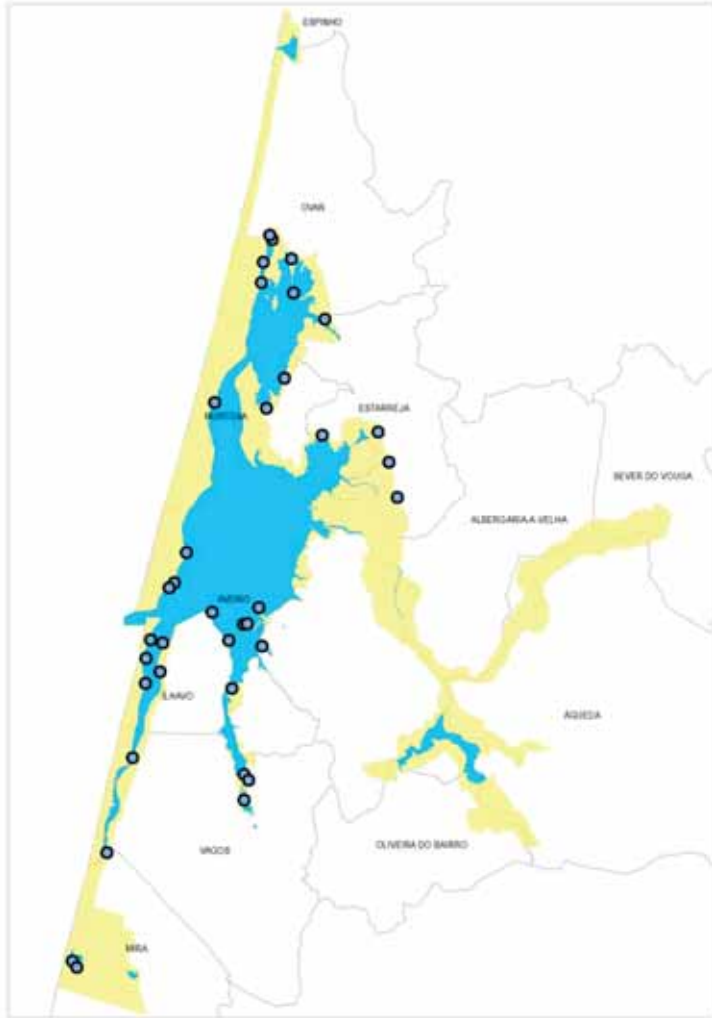 ESPINHO
OVAR
MURTOSA
ESTARREJA
SEVER DO VOUGA
ALBERGARIA-A-VELHA
AVEIRO
ÍLHAVO
ÁGUEDA
OLIVEIRA DO BAIRRO
VAGOS
MIRA